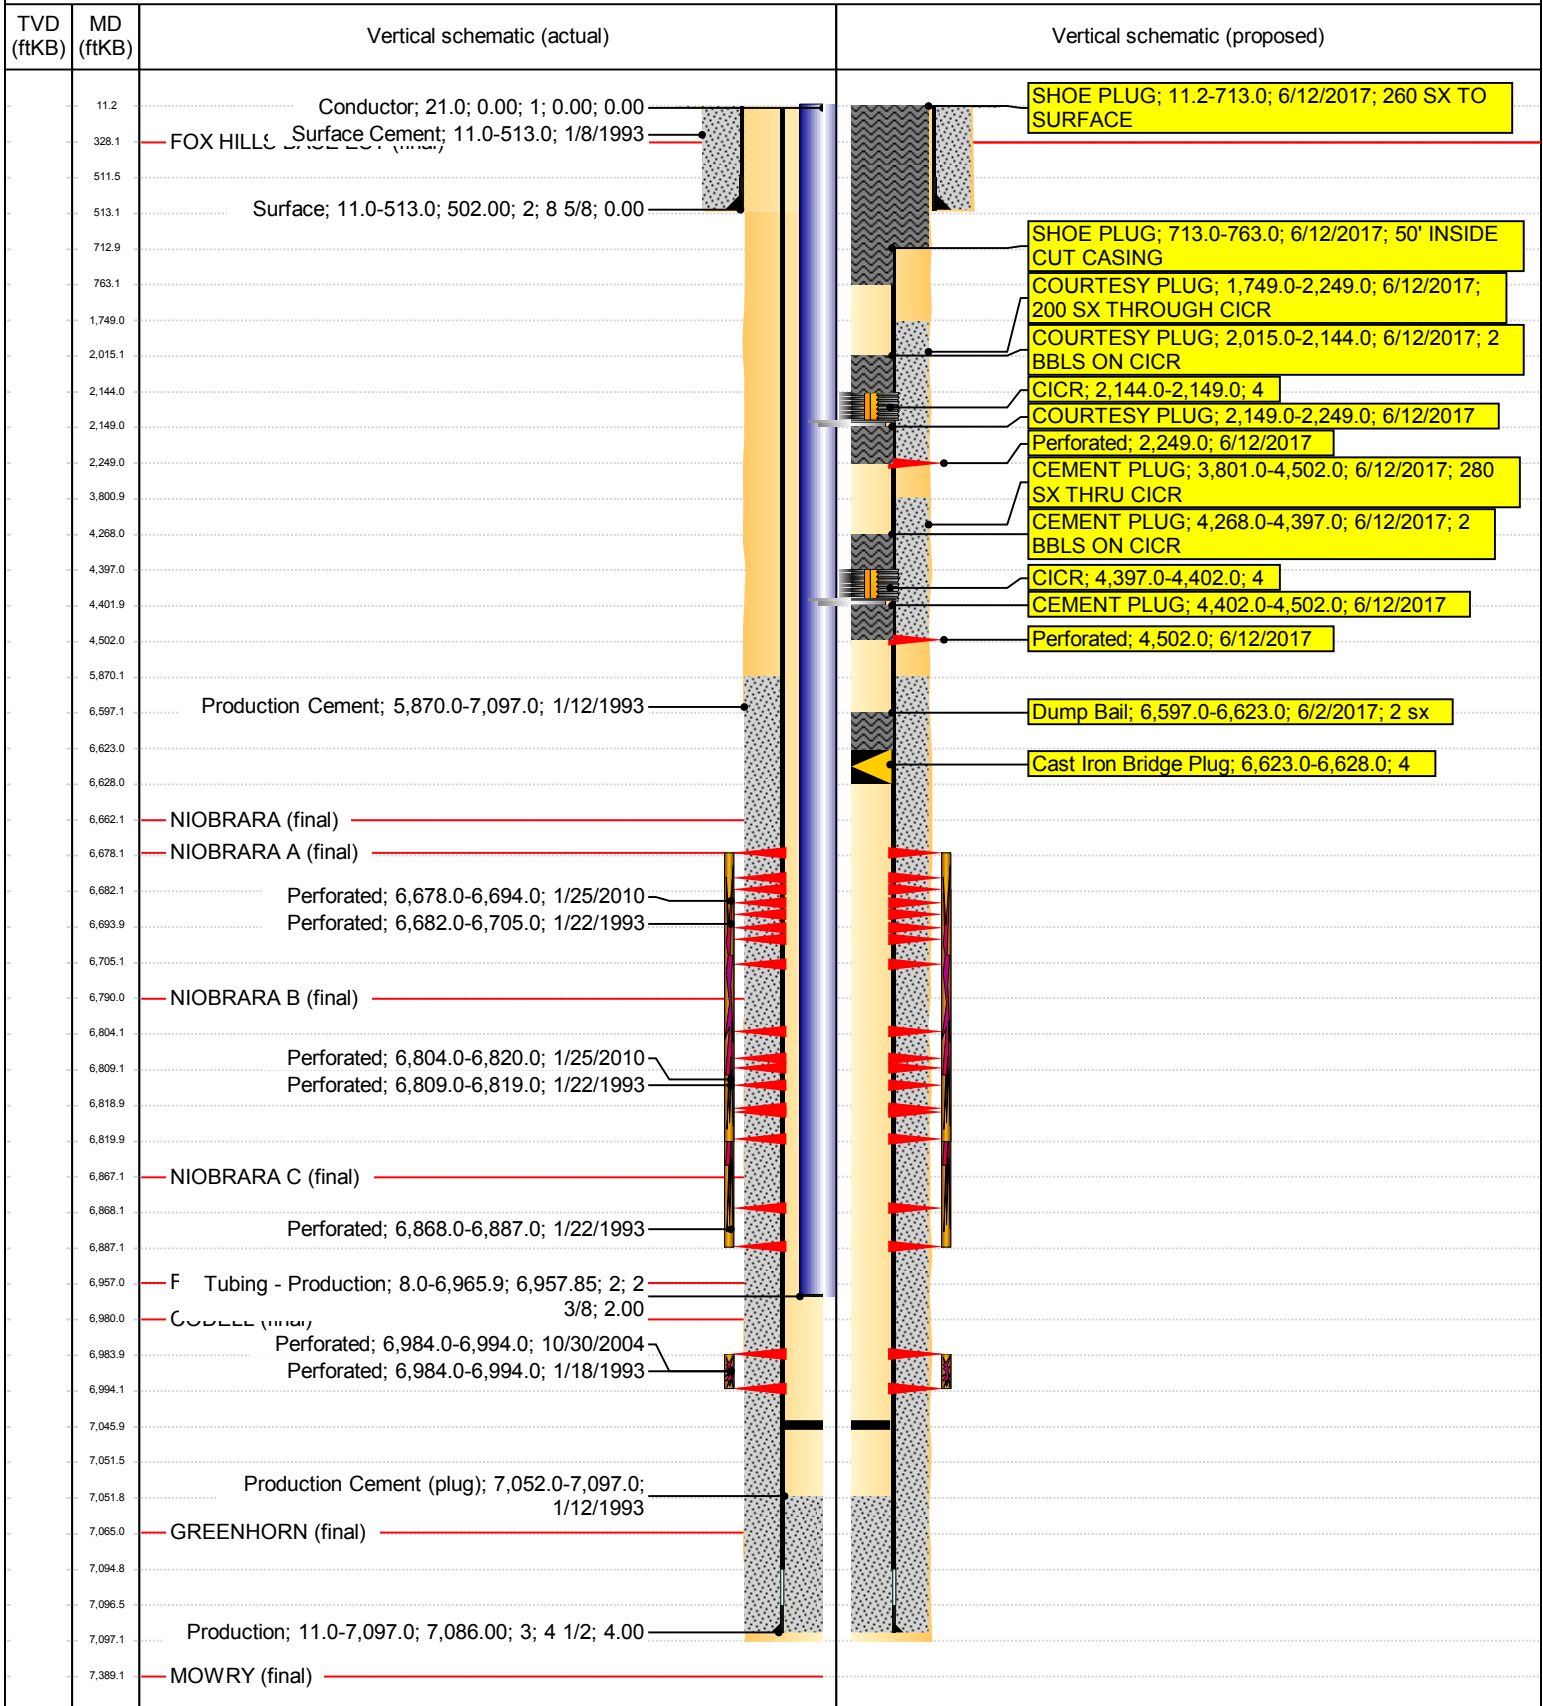 TVD (ftKB)
MD (ftKB)
Vertical schematic (actual)
Vertical schematic (proposed)
11.2
328.1
511.5
513.1
712.9
763.1
1,749.0
2,015.1
2,144.0
2,149.0
2,249.0
3,800.9
4,268.0
4,397.0
4,401.9
4,502.0
5,870.1
6,597.1
6,623.0
6,628.0
6,662.1
6,678.1
6,682.1
6,693.9
6,705.1
6,790.0
6,804.1
6,809.1
6,818.9
6,819.9
6,867.1
6,868.1
6,887.1
6,957.0
6,980.0
6,983.9
6,994.1
7,045.9
7,051.5
7,051.8
7,065.0
7,094.8
7,096.5
7,097.1
7,389.1
Conductor; 21.0; 0.00; 1; 0.00; 0.00
Surface Cement; 11.0-513.0; 1/8/1993
FOX HILLS BASE (final)
Surface; 11.0-513.0; 502.00; 2; 8 5/8; 0.00
Production Cement; 5,870.0-7,097.0; 1/12/1993
NIOBRARA (final)
NIOBRARA A (final)
Perforated; 6,678.0-6,694.0; 1/25/2010
Perforated; 6,682.0-6,705.0; 1/22/1993
NIOBRARA B (final)
Perforated; 6,804.0-6,820.0; 1/25/2010
Perforated; 6,809.0-6,819.0; 1/22/1993
NIOBRARA C (final)
Perforated; 6,868.0-6,887.0; 1/22/1993
F
Tubing - Production; 8.0-6,965.9; 6,957.85; 2; 2
3/8; 2.00
CODELL (final)
Perforated; 6,984.0-6,994.0; 10/30/2004
Perforated; 6,984.0-6,994.0; 1/18/1993
Production Cement (plug); 7,052.0-7,097.0;
1/12/1993
GREENHORN (final)
Production; 11.0-7,097.0; 7,086.00; 3; 4 1/2; 4.00
MOWRY (final)
SHOE PLUG; 11.2-713.0; 6/12/2017; 260 SX TO
SURFACE
SHOE PLUG; 713.0-763.0; 6/12/2017; 50' INSIDE
CUT CASING
COURTESY PLUG; 1,749.0-2,249.0; 6/12/2017;
200 SX THROUGH CICR
COURTESY PLUG; 2,015.0-2,144.0; 6/12/2017; 2
BBLS ON CICR
CICR; 2,144.0-2,149.0; 4
COURTESY PLUG; 2,149.0-2,249.0; 6/12/2017
Perforated; 2,249.0; 6/12/2017
CEMENT PLUG; 3,801.0-4,502.0; 6/12/2017; 280
SX THRU CICR
CEMENT PLUG; 4,268.0-4,397.0; 6/12/2017; 2
BBLS ON CICR
CICR; 4,397.0-4,402.0; 4
CEMENT PLUG; 4,402.0-4,502.0; 6/12/2017
Perforated; 4,502.0; 6/12/2017
Dump Bail; 6,597.0-6,623.0; 6/2/2017; 2 sx
Cast Iron Bridge Plug; 6,623.0-6,628.0; 4